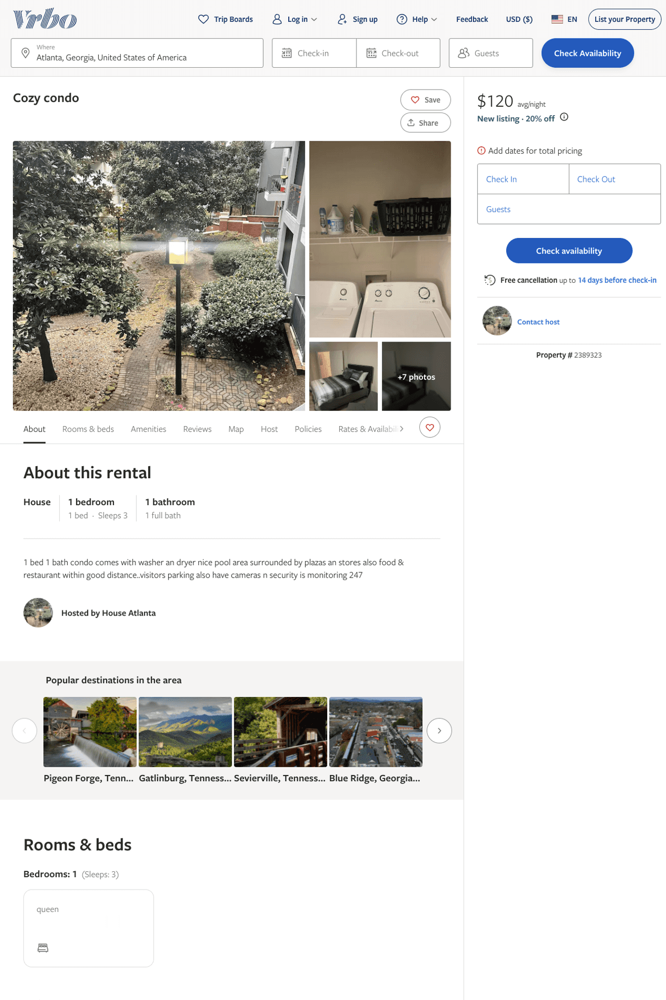 Vrbo
Trip Boards
Log in
Sign up
Help
Feedback
USD ($)
EN
List your Property
Where
Atlanta, Georgia, United States of America
Check-in
Check-out
Guests
Check Availability
Cozy condo
Save
Share
+7 photos
$120 avg/night
New listing · 20% off
Add dates for total pricing
Check In
Check Out
Guests
Check availability
Free cancellation up to 14 days before check-in
Contact host
Property # 2389323
About
Rooms & beds
Amenities
Reviews
Map
Host
Policies
Rates & Availabili
About this rental
House
1 bedroom
1 bed · Sleeps 3
1 bathroom
1 full bath
1 bed 1 bath condo comes with washer an dryer nice pool area surrounded by plazas an stores also food &
restaurant within good distance..visitors parking also have cameras n security is monitoring 247
Hosted by House Atlanta
Popular destinations in the area
Pigeon Forge, Tenn...
Gatlinburg, Tenness...
Sevierville, Tenness...
Blue Ridge, Georgia...
Rooms & beds
Bedrooms: 1 (Sleeps: 3)
queen